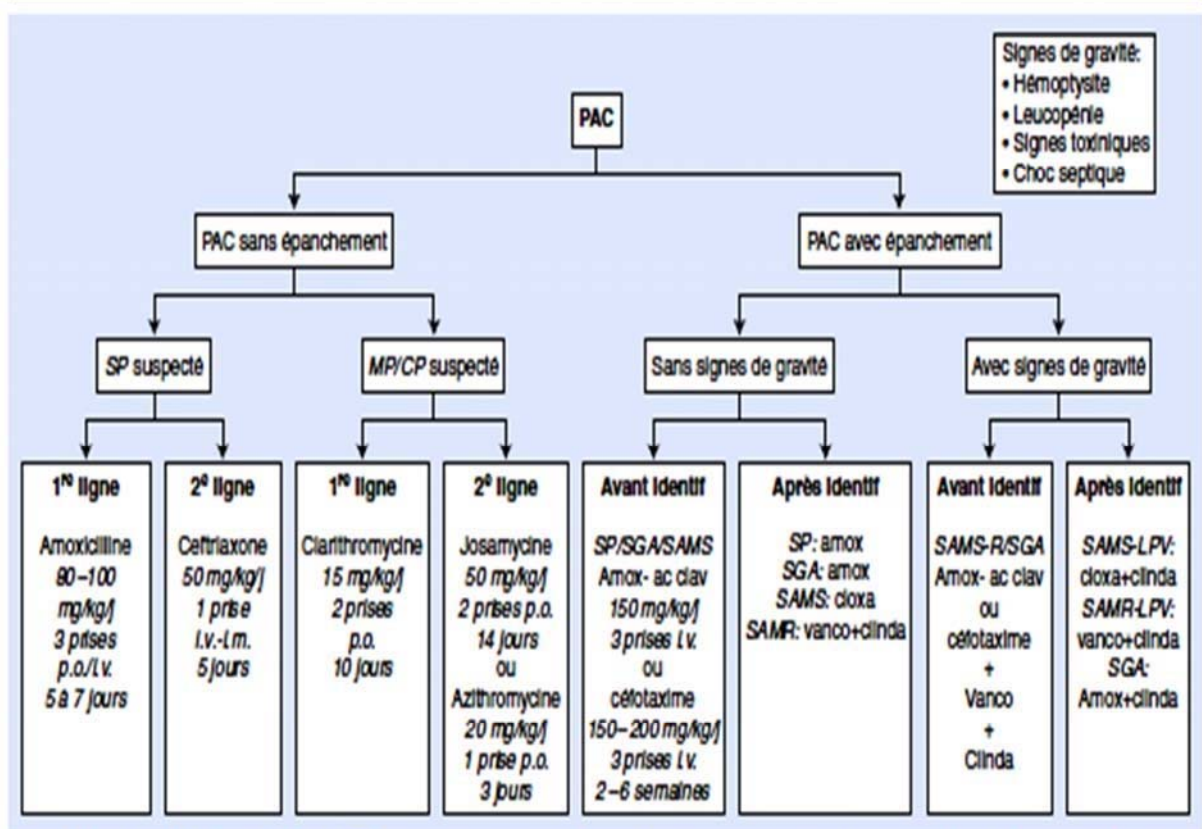 Signes de gravité:
• Hémoptysite
• Leucopénie
• Signes toxiniques
• Choc septique
PAC
PAC sans épanchement
PAC avec épanchement
SP suspecté
MP/CP suspecté
Sans signes de gravité
Avec signes de gravité
1re ligne
Amoxicilline
80–100
mg/kg/j
3 prises
p.o./i.v.
5 à 7 jours
2e ligne
Ceftriaxone
50 mg/kg/j
1 prise
i.v.-i.m.
5 jours
1re ligne
Clarithromycine
15 mg/kg/j
2 prises
p.o.
10 jours
2e ligne
Josamycine
50 mg/kg/j
2 prises p.o.
14 jours
ou
Azithromycine
20 mg/kg/j
1 prise p.o.
3 jours
Avant identif
SP/SGA/SAMS
Amox- ac clav
150 mg/kg/j
3 prises i.v.
ou
céfotaxime
150–200 mg/kg/j
3 prises i.v.
2–6 semaines
Après identif
SP: amox
SGA: amox
SAMS: cloxa
SAMR: vanco+clinda
Avant identif
SAMS-R/SGA
Amox- ac clav
ou
céfotaxime
+
Vanco
+
Clinda
Après identif
SAMS-LPV:
cloxa+clinda
SAMR-LPV:
vanco+clinda
SGA:
Amox+clinda